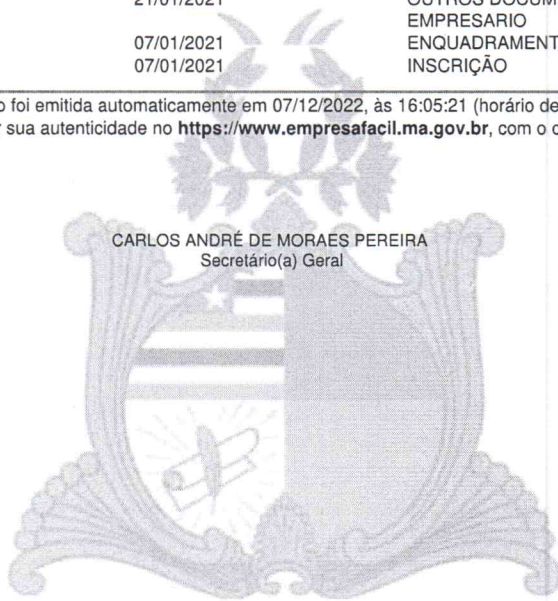 21/01/2021 OUTROS DOCUM
EMPRESARIO
07/01/2021 ENQUADRAMENT
07/01/2021 INSCRIÇÃO
o foi emitida automaticamente em 07/12/2022, às 16:05:21 (horário de
r sua autenticidade no https://www.empresafacil.ma.gov.br, com o c
CARLOS ANDRÉ DE MORAES PEREIRA
Secretário(a) Geral